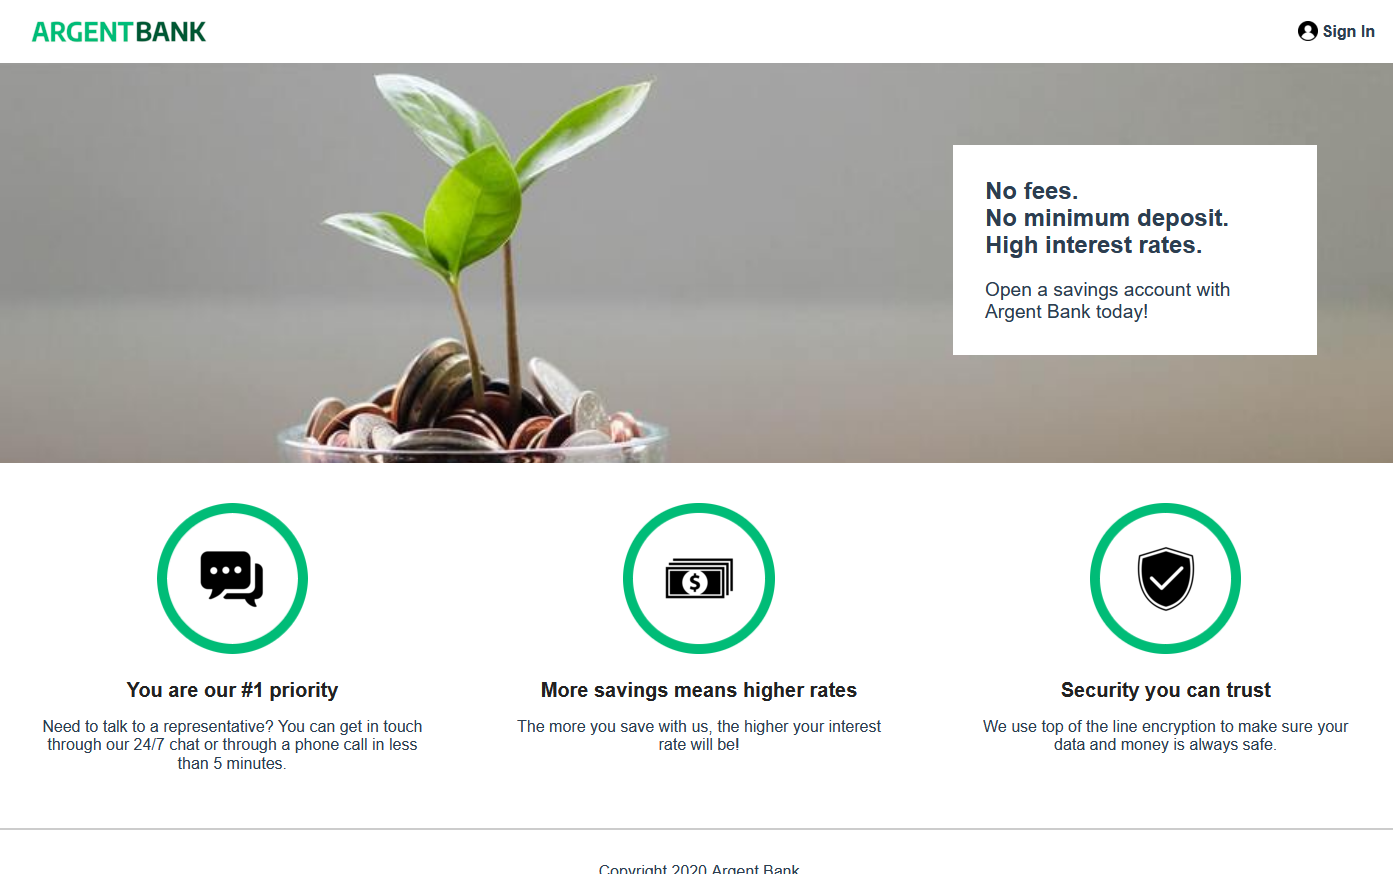 ARGENTBANK
Sign In
No fees.
No minimum deposit.
High interest rates.
Open a savings account with
Argent Bank today!
You are our #1 priority
Need to talk to a representative? You can get in touch
through our 24/7 chat or through a phone call in less
than 5 minutes.
More savings means higher rates
The more you save with us, the higher your interest
rate will be!
Security you can trust
We use top of the line encryption to make sure your
data and money is always safe.
Copyright 2020 Argent Bank